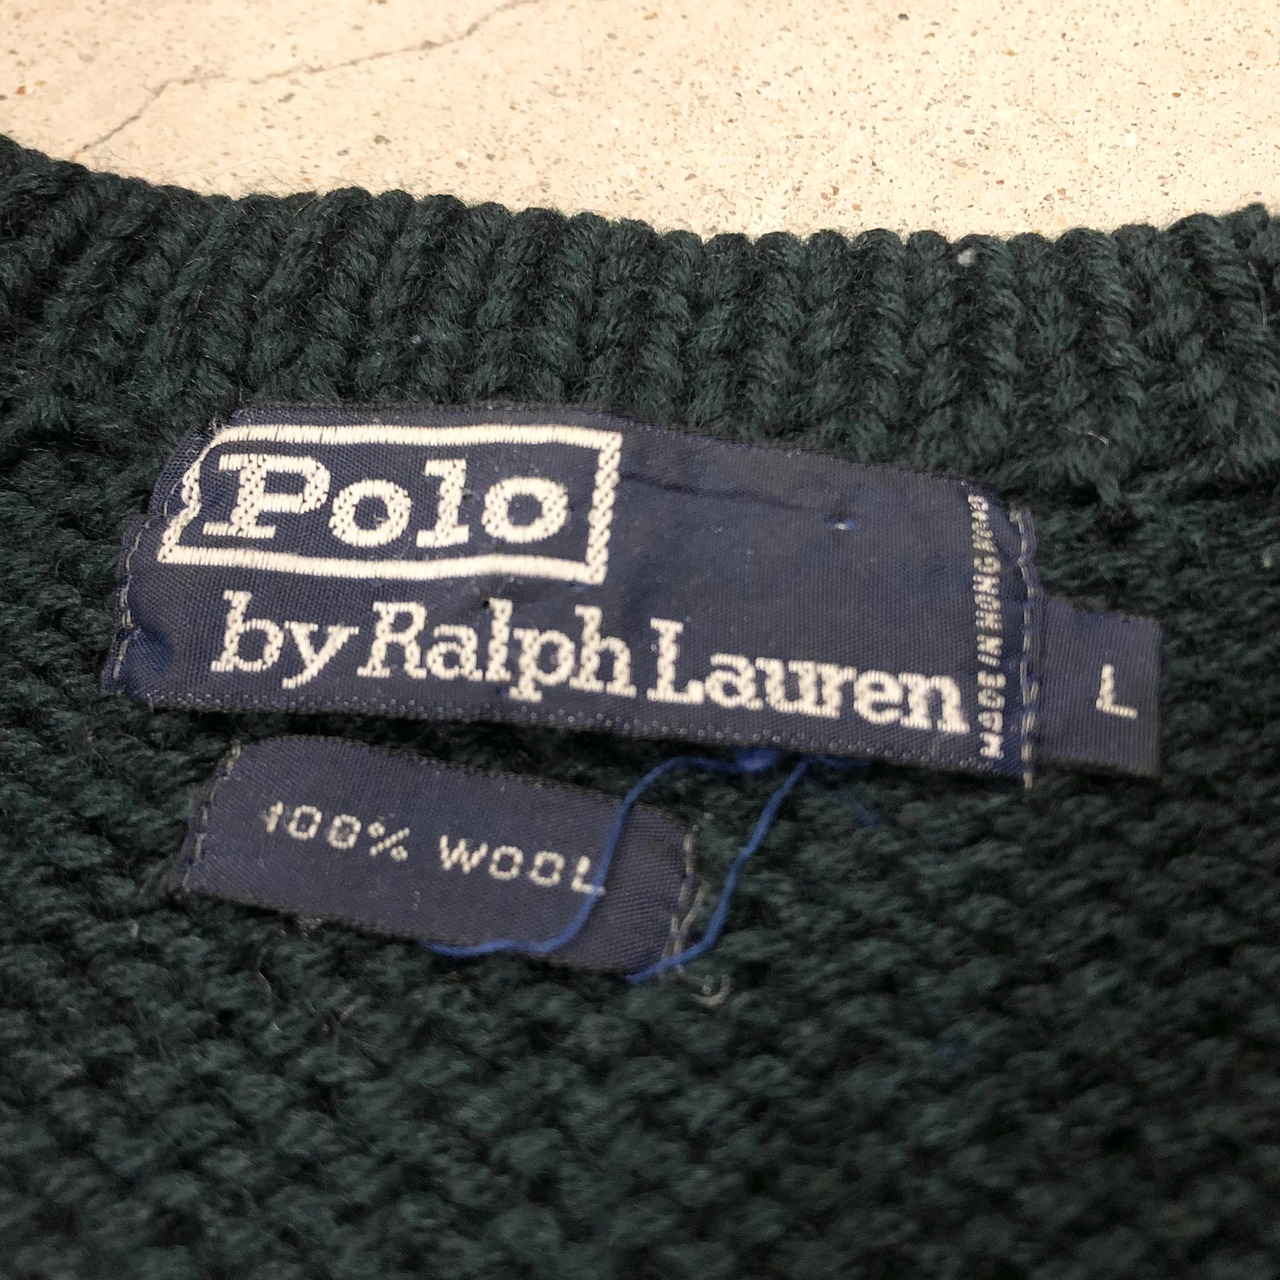 Polo
by Ralph Lauren
MADE IN HONG KONG
L
100% WOOL